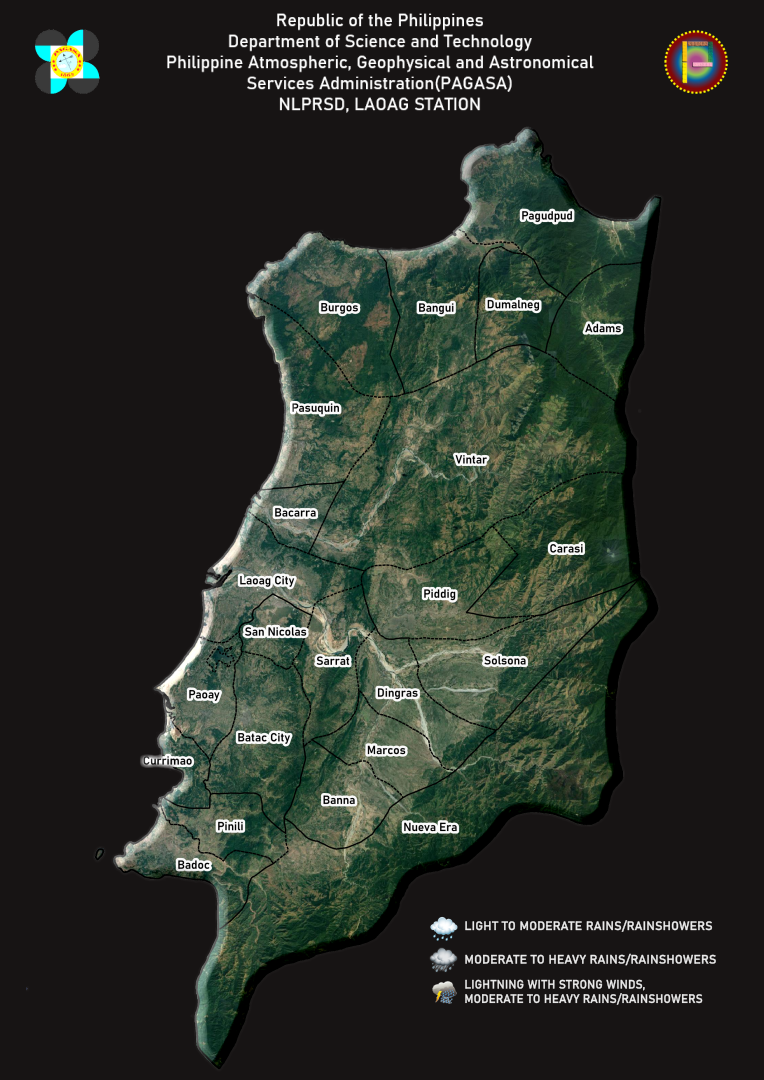 Republic of the Philippines
Department of Science and Technology
Philippine Atmospheric, Geophysical and Astronomical
Services Administration(PAGASA)
NLPRSD, LAOAG STATION
PAGASA
Pagudpud
Burgos
Bangui
Dumalneg
Adams
Pasuquin
Vintar
Bacarra
Carasi
Laoag City
Piddig
San Nicolas
Sarrat
Solsona
Paoay
Dingras
Batac City
Marcos
Currimao
Banna
Pinili
Nueva Era
Badoc
LIGHT TO MODERATE RAINS/RAINSHOWERS
MODERATE TO HEAVY RAINS/RAINSHOWERS
LIGHTNING WITH STRONG WINDS,
MODERATE TO HEAVY RAINS/RAINSHOWERS